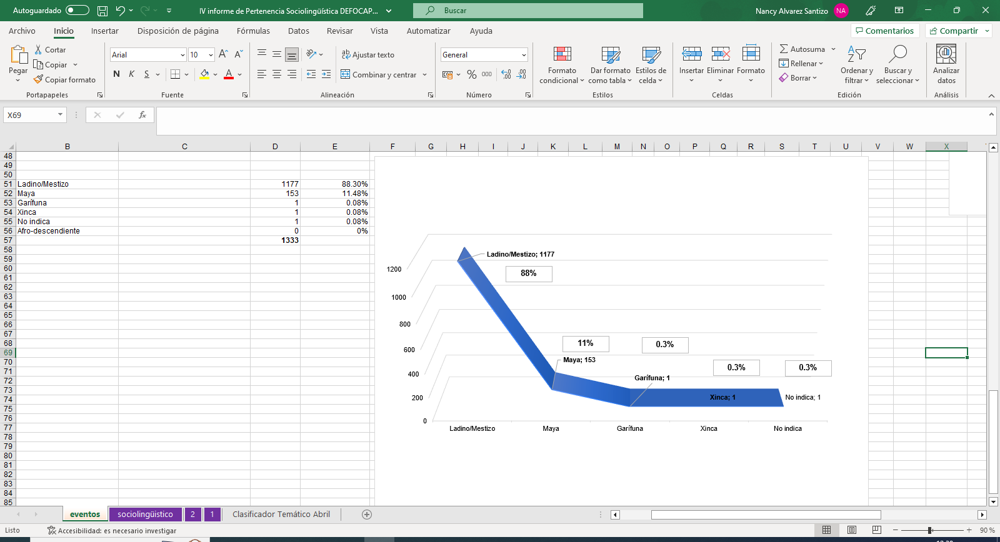 Autoguardado
IV informe de Pertenencia Sociolingüística DEFOCAP...
Buscar
Nancy Alvarez Santizo
NA
Archivo Inicio Insertar Disposición de página Fórmulas Datos Revisar Vista Automatizar Ayuda
Comentarios Compartir
Pegar
Cortar
Copiar
Copiar formato
Portapapeles
Arial 10
N K S
Fuente
Ajustar texto
Combinar y centrar
Alineación
General
% 000
Número
Formato condicional
Dar formato como tabla
Estilos de celda
Estilos
Insertar Eliminar Formato
Celdas
Autosuma
Rellenar
Borrar
Ordenar y filtrar
Buscar y seleccionar
Edición
Analizar datos
Análisis
X69
fx
B C D E F G H I J K L M N O P Q R S T U V W X
48
49
50
51 Ladino/Mestizo 1177 88.30%
52 Maya 153 11.48%
53 Garífuna 1 0.08%
54 Xinca 1 0.08%
55 No indica 1 0.08%
56 Afro-descendiente 0 0%
57 1333
58
59
60
61
62
63
64
65
66
67
68
69
70
71
72
73
74
75
76
77
78
79
80
81
82
83
84
85
1200
1000
800
600
400
200
0
Ladino/Mestizo; 1177
88%
11%
0.3%
Maya; 153
0.3%
0.3%
Garífuna; 1
Xinca; 1
No indica; 1
Ladino/Mestizo Maya Garífuna Xinca No indica
eventos sociolingüistico 2 1 Clasificador Temático Abril
Listo
Accesibilidad: es necesario investigar
90 %